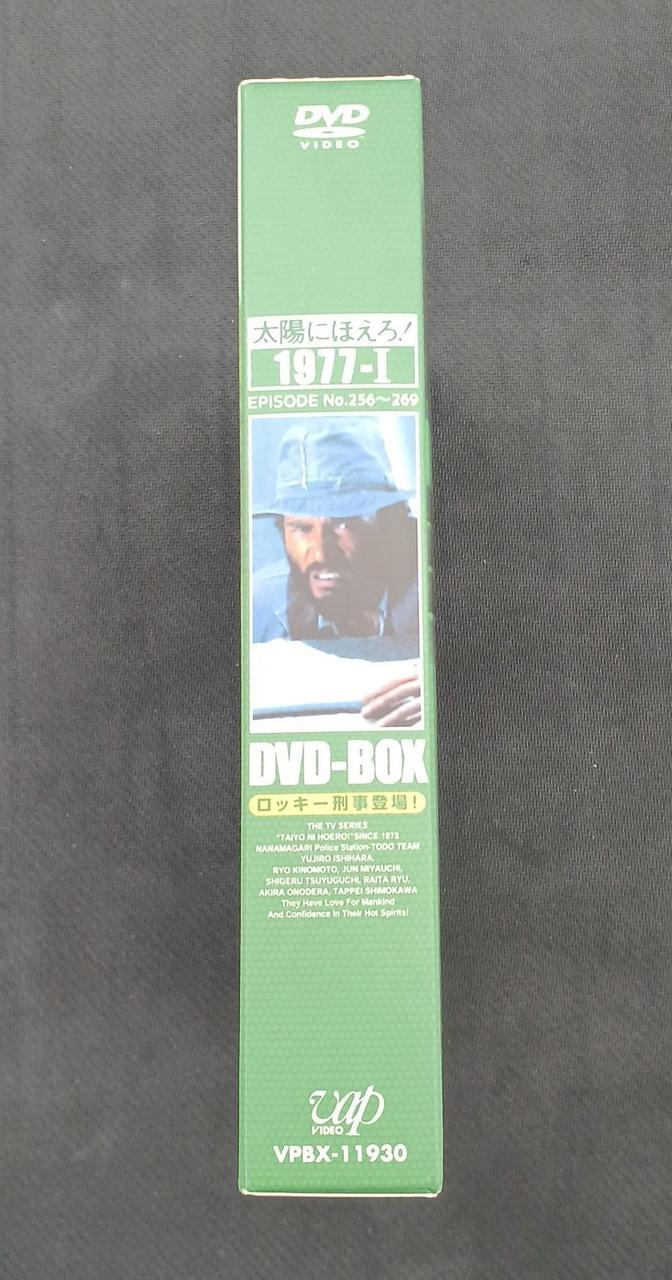 DVD
VIDEO
太陽にほえろ!
1977-I
EPISODE No.256〜269
DVD-BOX
ロッキー刑事登場!
THE TV SERIES
"TAIYO NI HOERO!"SINCE 1972
NANAMAGARI Police Station-TODO TEAM
YUJIRO ISHIHARA,
RYO KINOMOTO, JUN MIYAUCHI,
SHIGERU TSUYUGUCHI, RAITA RYU,
AKIRA ONODERA, TAPPEI SHIMOKAWA
They Have Love For Mankind
And Confidence In Their Hot Spirits!
vap
VIDEO
VPBX-11930